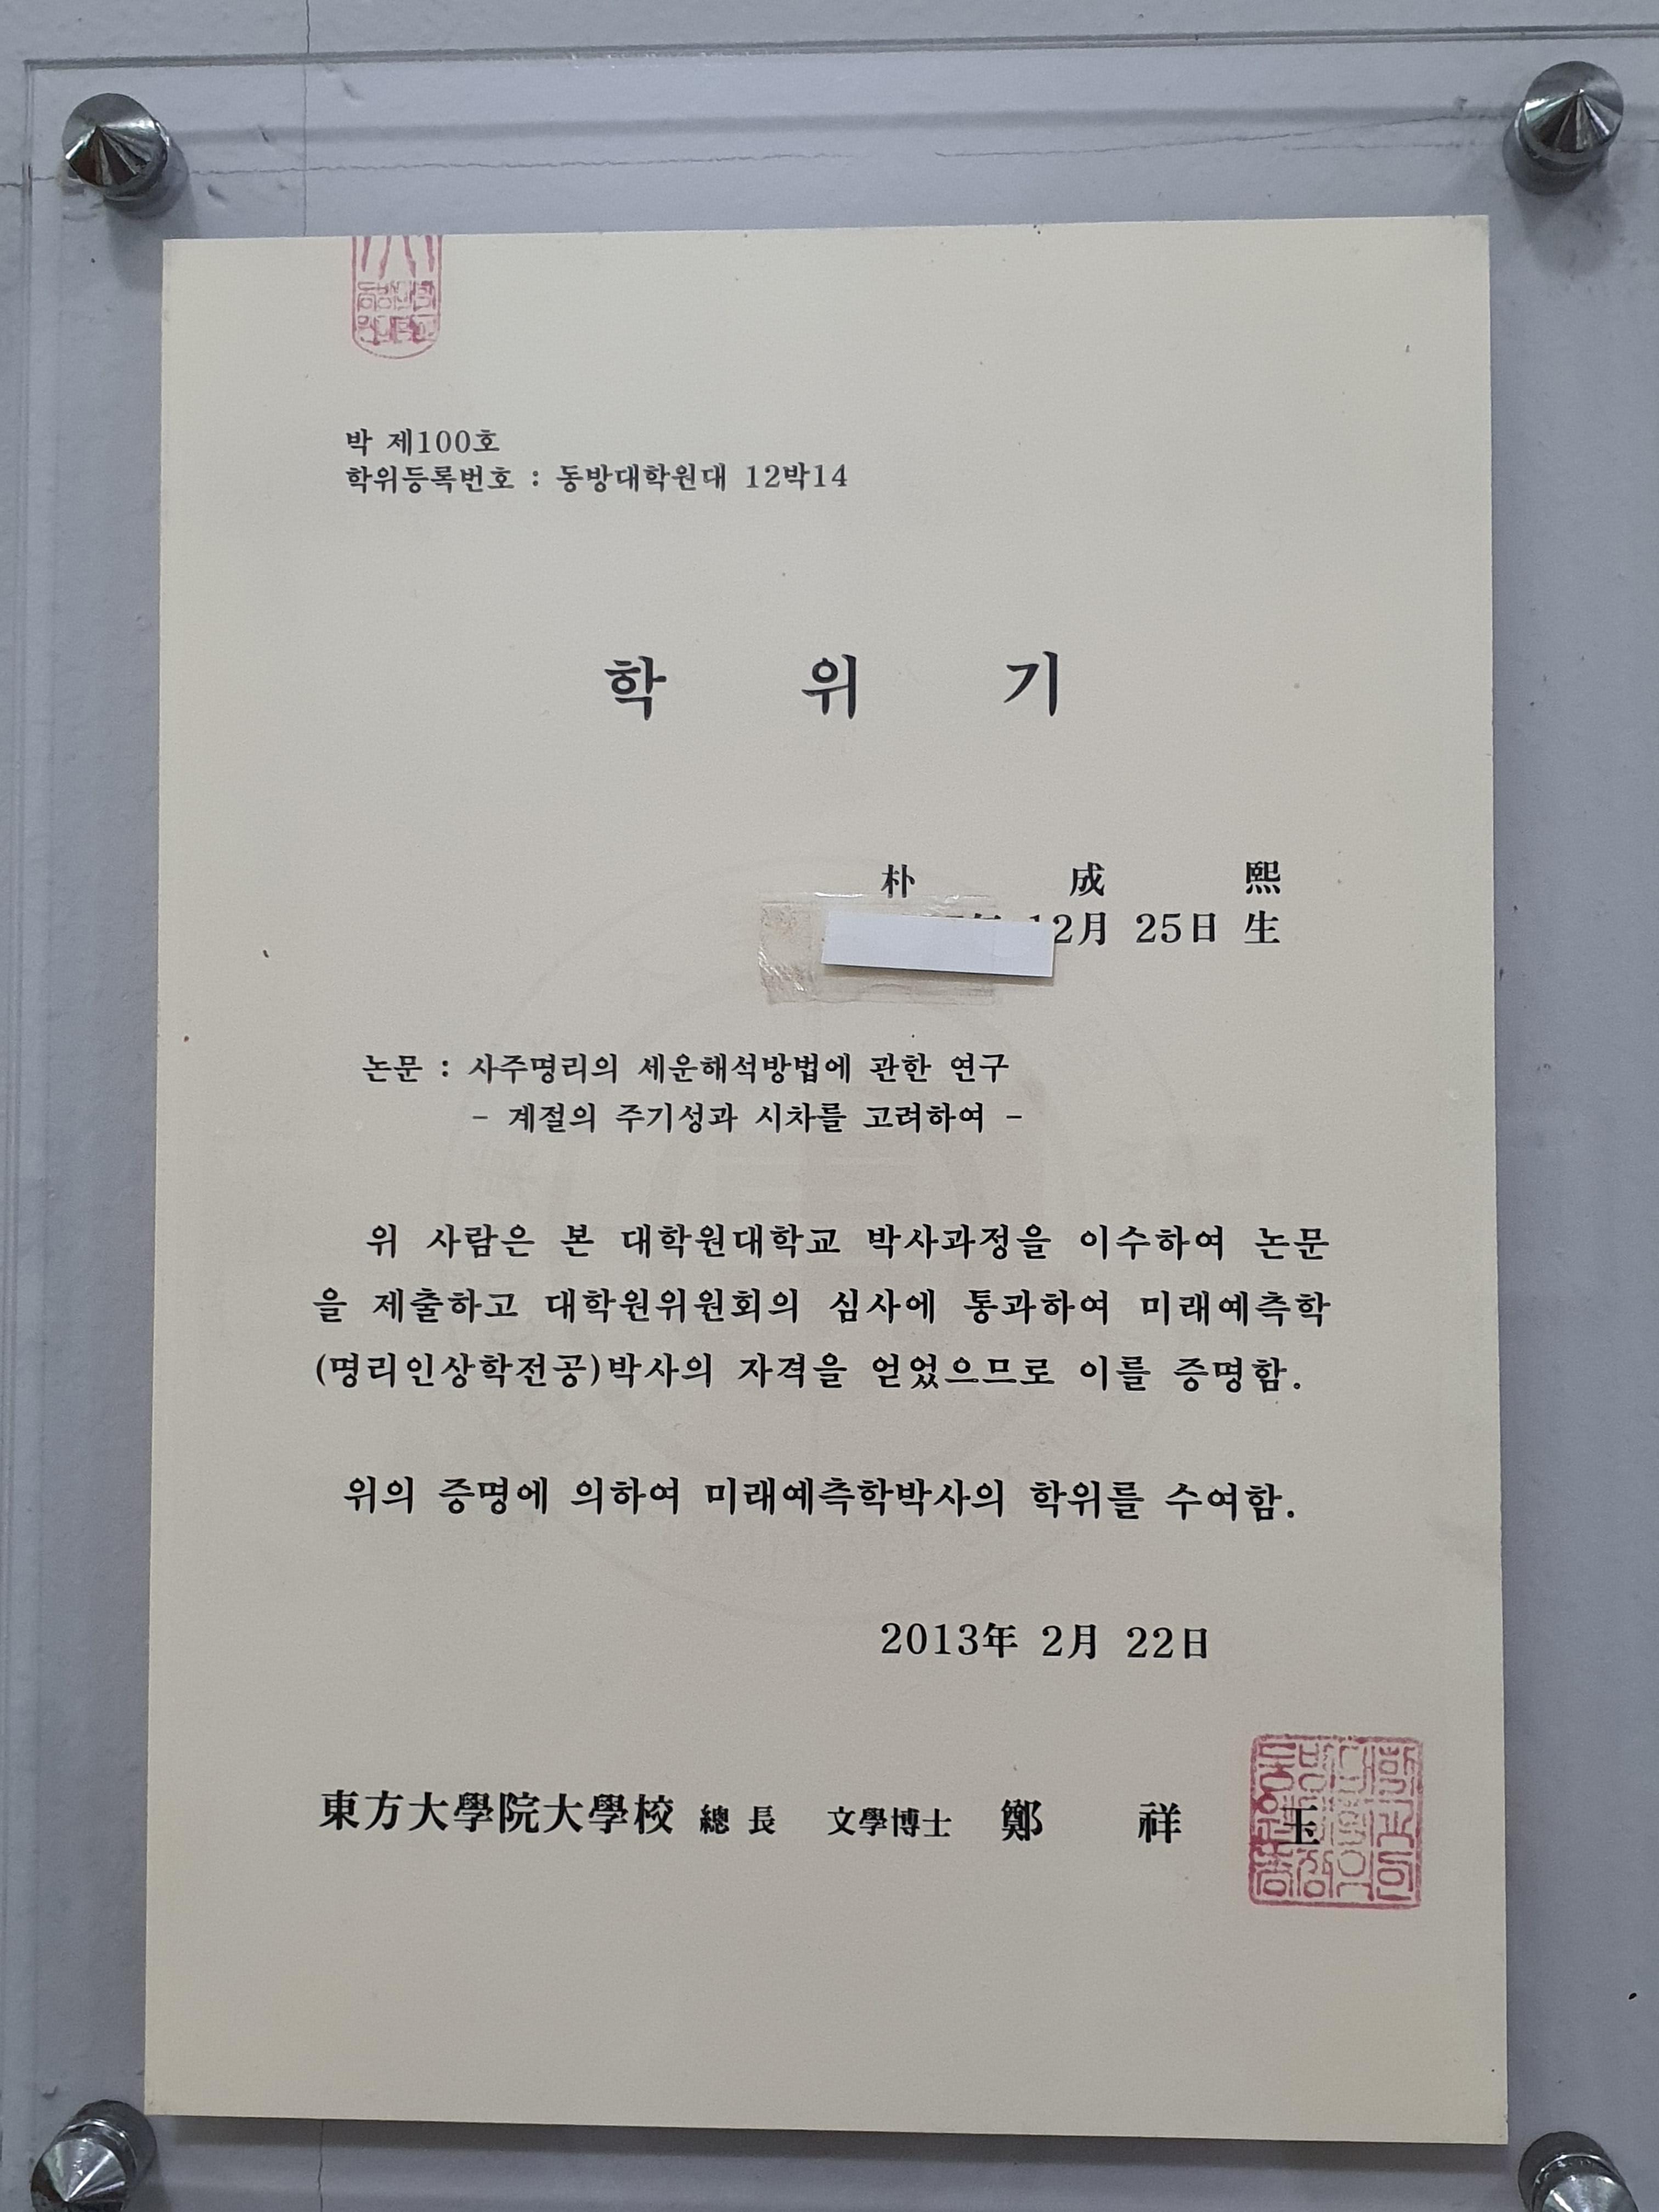 박 제100호
학위등록번호 : 동방대학원대 12박14
학 위 기
朴 成 熙
12月 25日 生
논문 : 사주명리의 세운해석방법에 관한 연구
- 계절의 주기성과 시차를 고려하여 -
위 사람은 본 대학원대학교 박사과정을 이수하여 논문
을 제출하고 대학원위원회의 심사에 통과하여 미래예측학
(명리인상학전공)박사의 자격을 얻었으므로 이를 증명함.
위의 증명에 의하여 미래예측학박사의 학위를 수여함.
2013年 2月 22日
東方大學院大學校 總長 文學博士 鄭 祥 玉